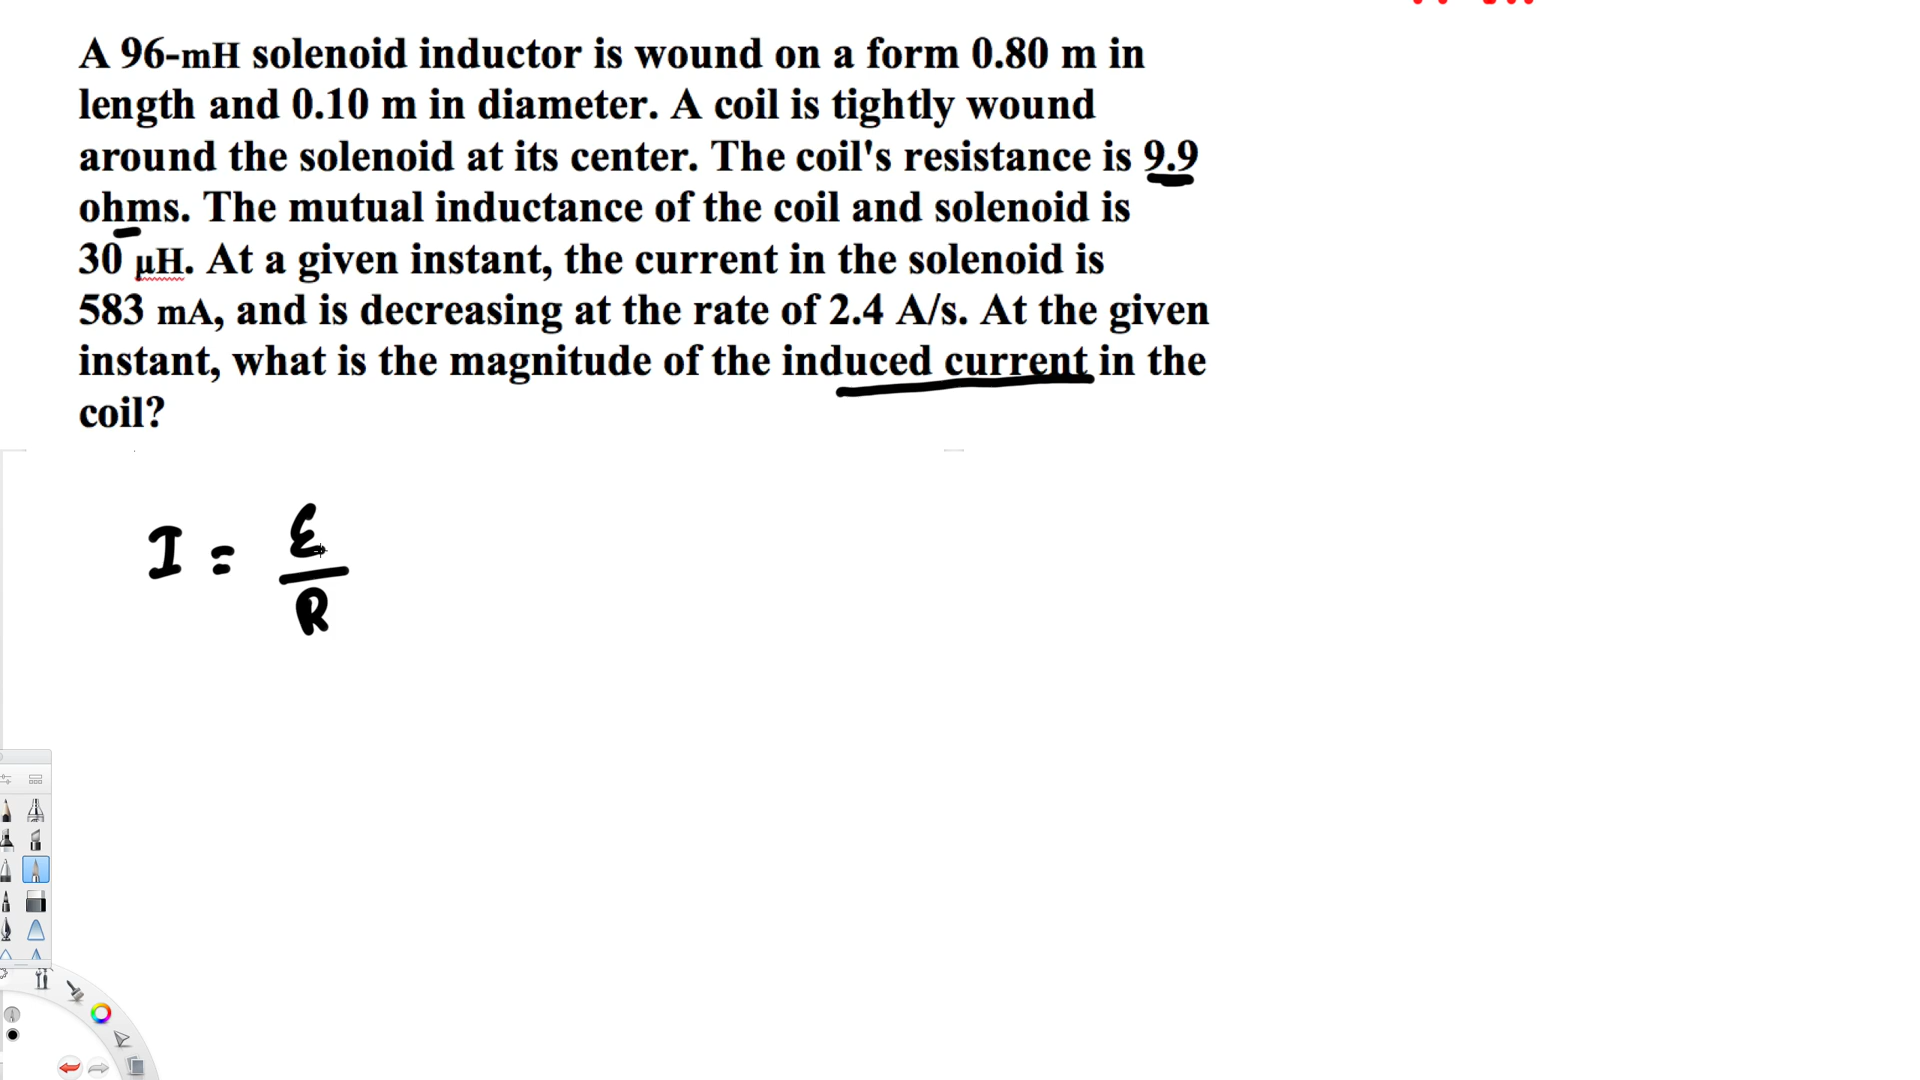 A 96-mH solenoid inductor is wound on a form 0.80 m in
length and 0.10 m in diameter. A coil is tightly wound
around the solenoid at its center. The coil's resistance is 9.9
ohms. The mutual inductance of the coil and solenoid is
30 μH. At a given instant, the current in the solenoid is
583 mA, and is decreasing at the rate of 2.4 A/s. At the given
instant, what is the magnitude of the induced current in the
coil?
I = ε
R